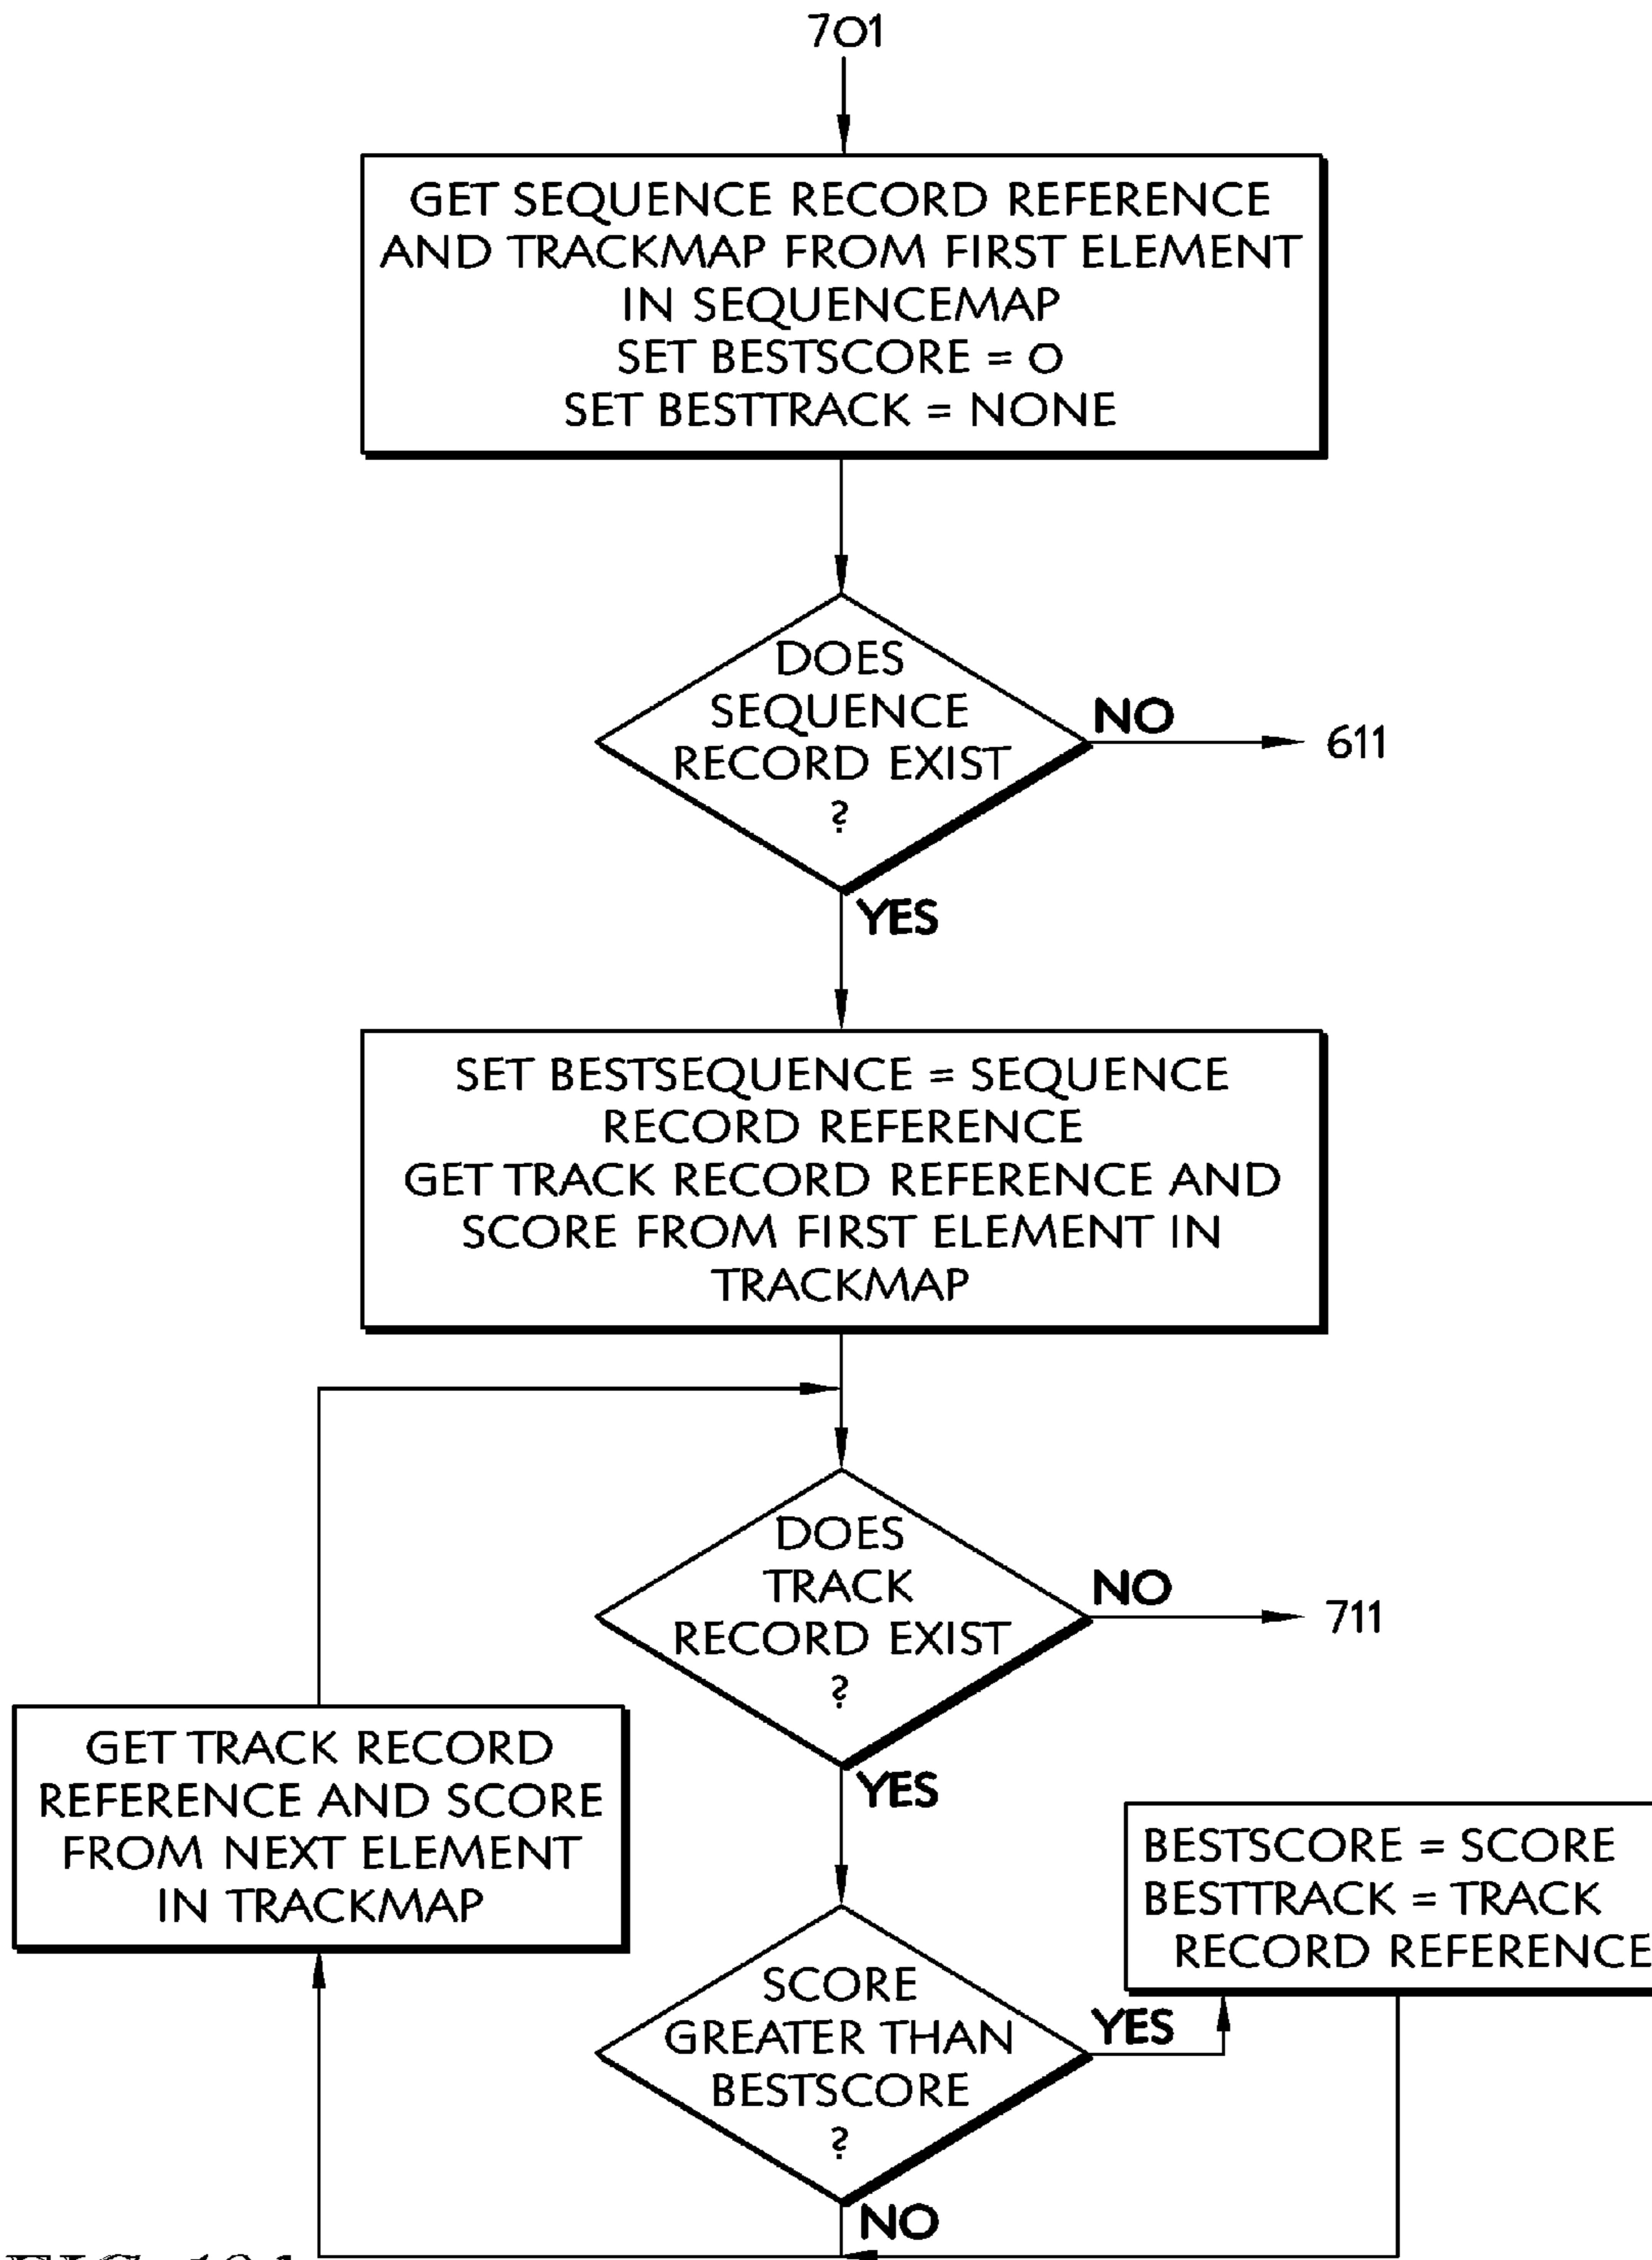 701
GET SEQUENCE RECORD REFERENCE
AND TRACKMAP FROM FIRST ELEMENT
IN SEQUENCEMAP
SET BESTSCORE = 0
SET BESTTRACK = NONE
DOES
SEQUENCE
RECORD EXIST
?
NO
611
YES
SET BESTSEQUENCE = SEQUENCE
RECORD REFERENCE
GET TRACK RECORD REFERENCE AND
SCORE FROM FIRST ELEMENT IN
TRACKMAP
DOES
TRACK
RECORD EXIST
?
NO
711
YES
GET TRACK RECORD
REFERENCE AND SCORE
FROM NEXT ELEMENT
IN TRACKMAP
BESTSCORE = SCORE
BESTTRACK = TRACK
RECORD REFERENCE
SCORE
GREATER THAN
BESTSCORE
?
YES
NO